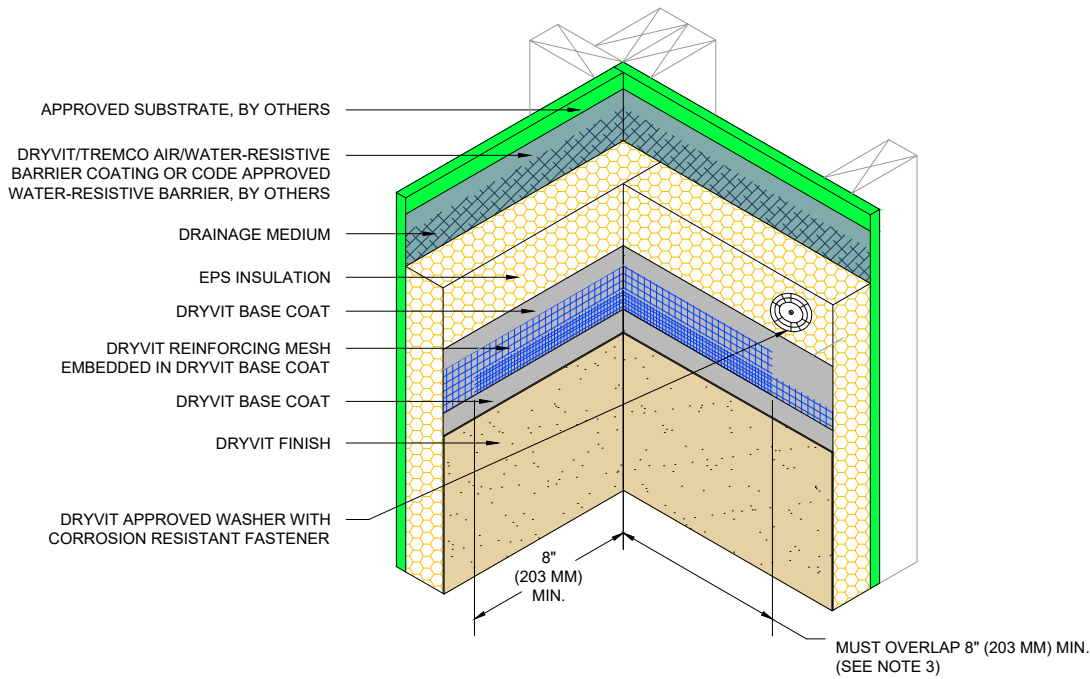 APPROVED SUBSTRATE, BY OTHERS
DRYVIT/TREMCO AIR/WATER-RESISTIVE
BARRIER COATING OR CODE APPROVED
WATER-RESISTIVE BARRIER, BY OTHERS
DRAINAGE MEDIUM
EPS INSULATION
DRYVIT BASE COAT
DRYVIT REINFORCING MESH
EMBEDDED IN DRYVIT BASE COAT
DRYVIT BASE COAT
DRYVIT FINISH
DRYVIT APPROVED WASHER WITH
CORROSION RESISTANT FASTENER
8"
(203 MM)
MIN.
MUST OVERLAP 8" (203 MM) MIN.
(SEE NOTE 3)